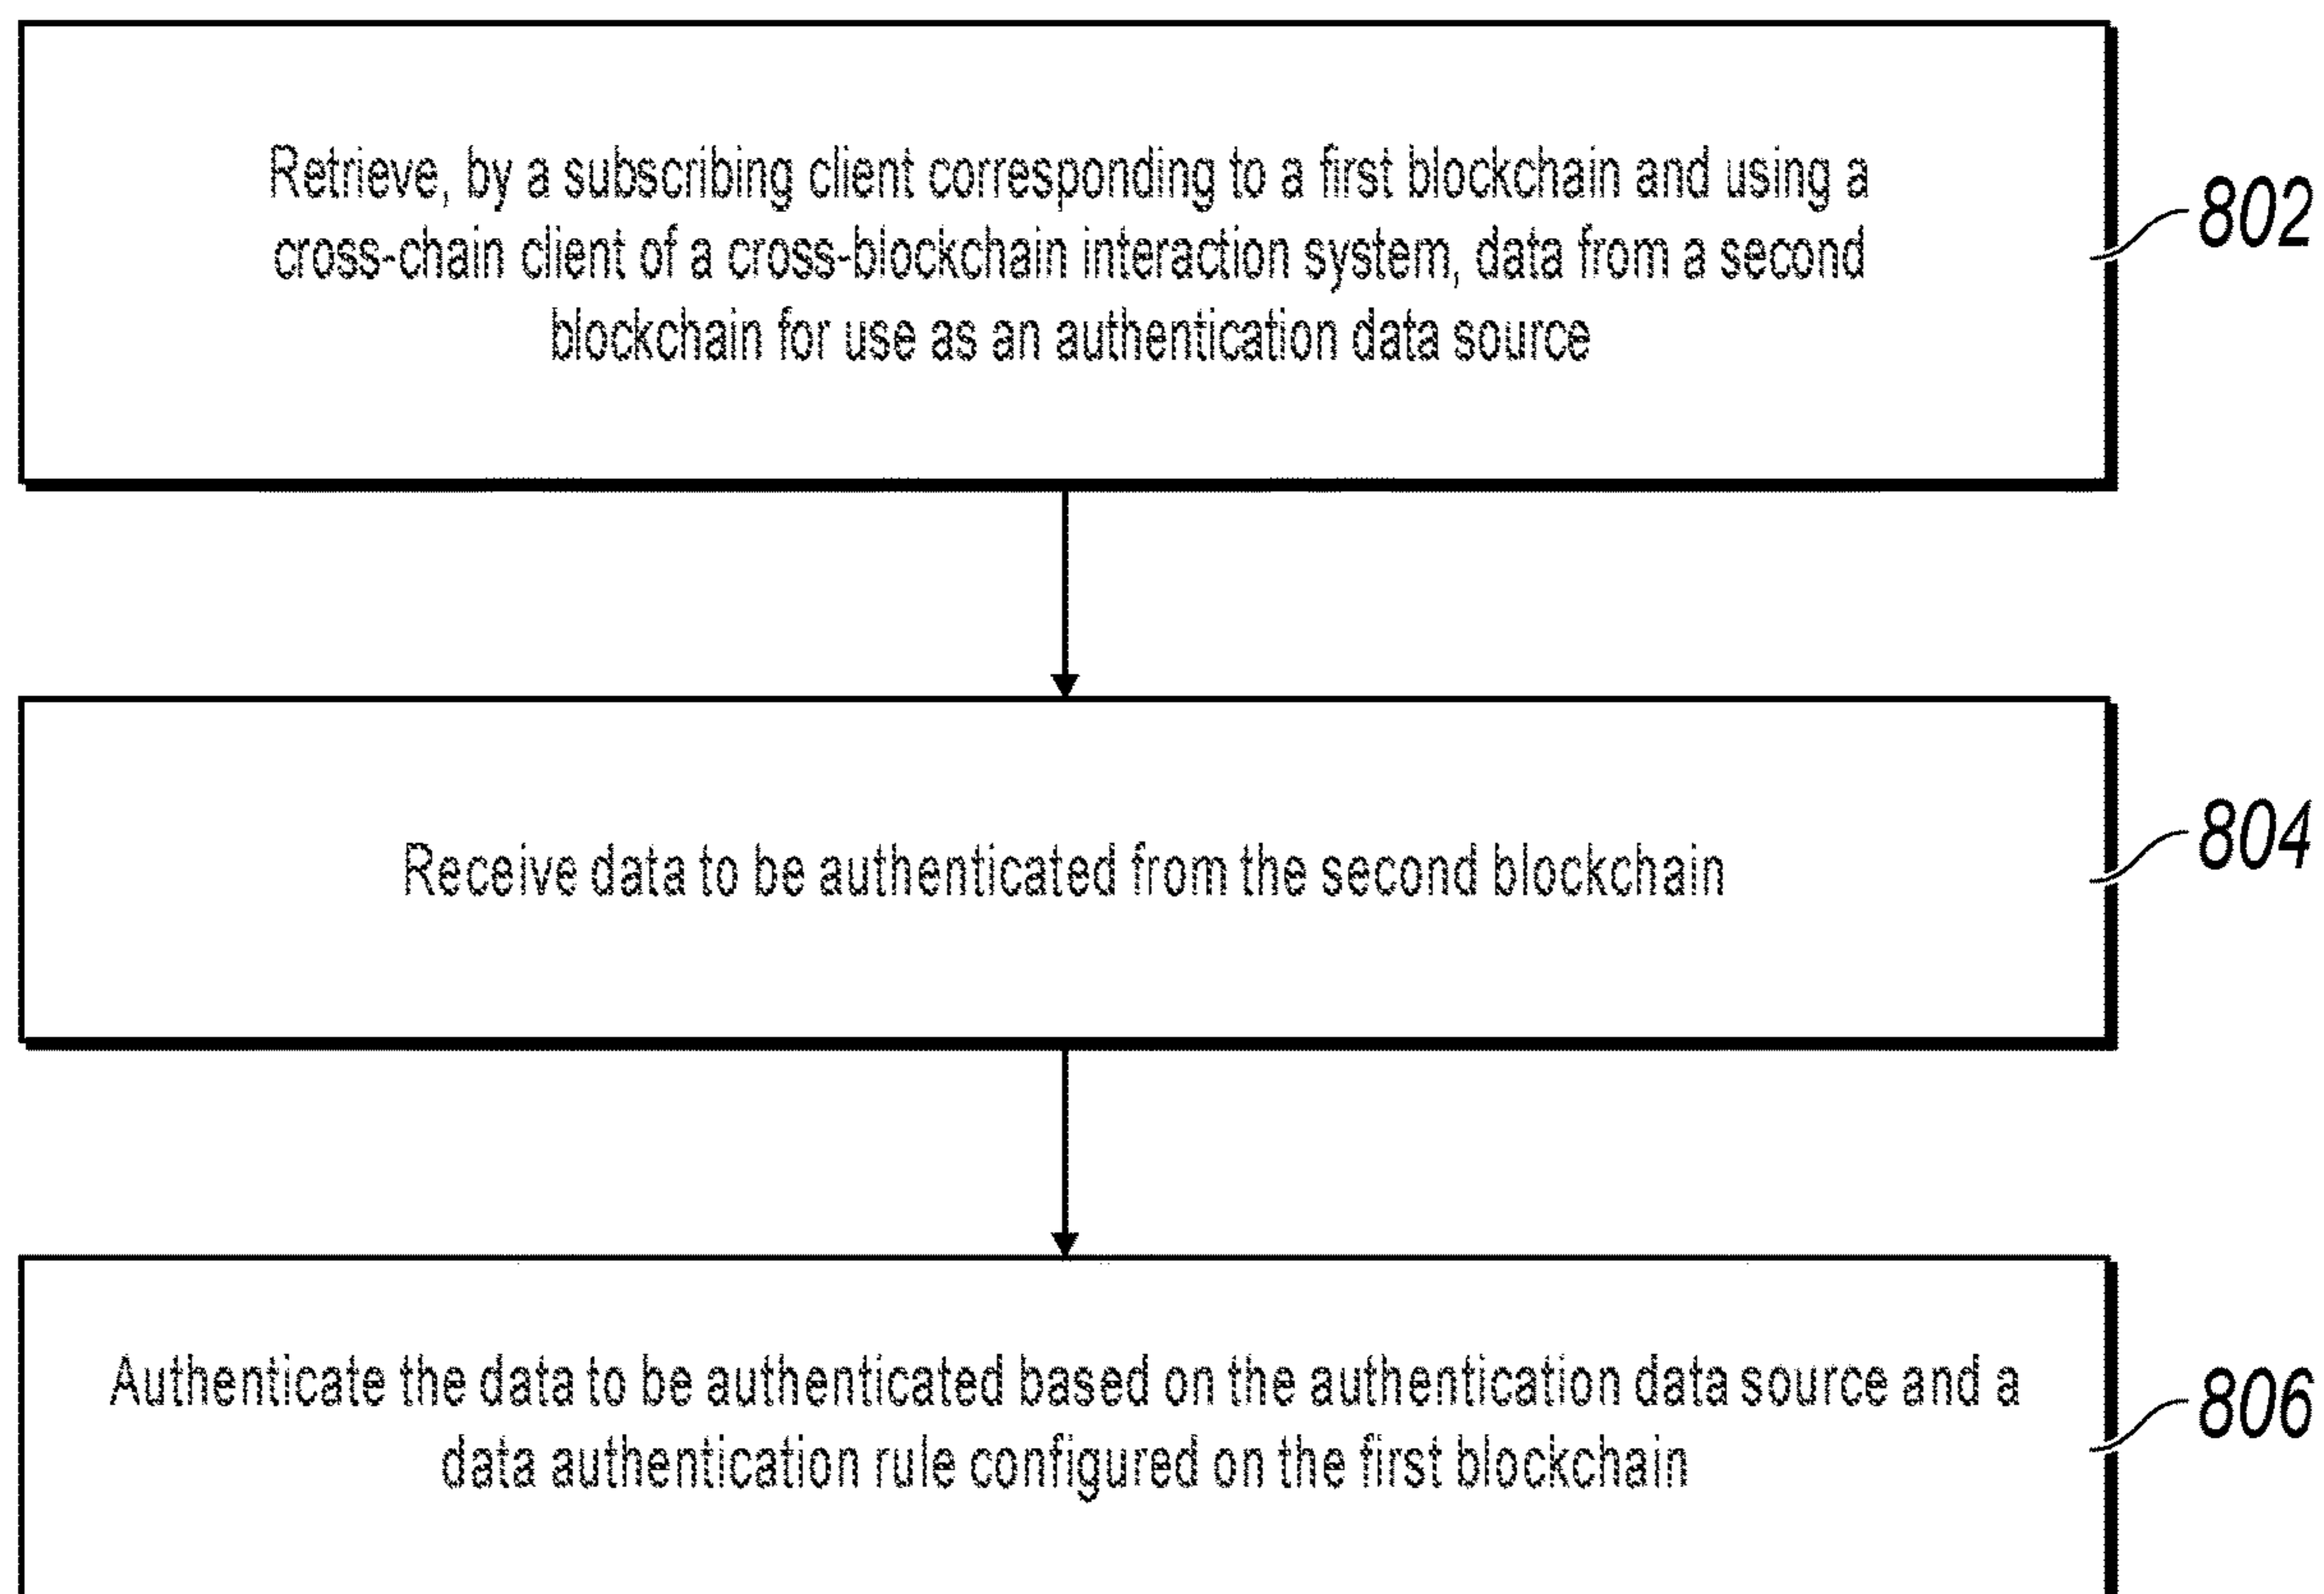 Retrieve, by a subscribing client corresponding to a first blockchain and using a
cross-chain client of a cross-blockchain interaction system, data from a second
blockchain for use as an authentication data source
802
Receive data to be authenticated from the second blockchain
804
Authenticate the data to be authenticated based on the authentication data source and a
data authentication rule configured on the first blockchain
806